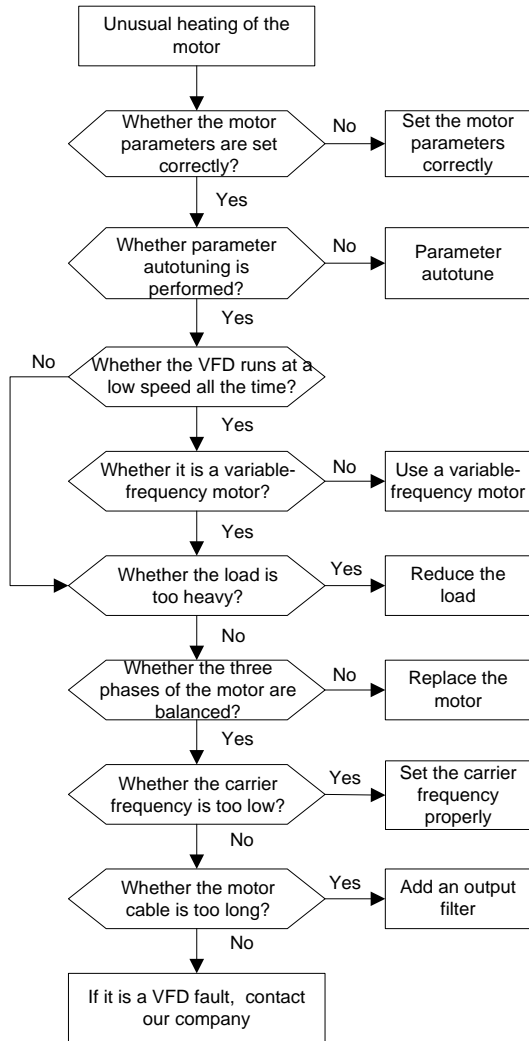 Unusual heating of the
motor
Whether the motor
parameters are set
correctly?
No
Set the motor
parameters
correctly
Yes
Whether parameter
autotuning is
performed?
No
Parameter
autotune
Yes
No
Whether the VFD runs at a
low speed all the time?
Yes
Whether it is a variable-
frequency motor?
No
Use a variable-
frequency motor
Yes
Whether the load is
too heavy?
Yes
Reduce the
load
No
Whether the three
phases of the motor are
balanced?
No
Replace the
motor
Yes
Whether the carrier
frequency is too low?
Yes
Set the carrier
frequency
properly
No
Whether the motor
cable is too long?
Yes
Add an output
filter
No
If it is a VFD fault, contact
our company